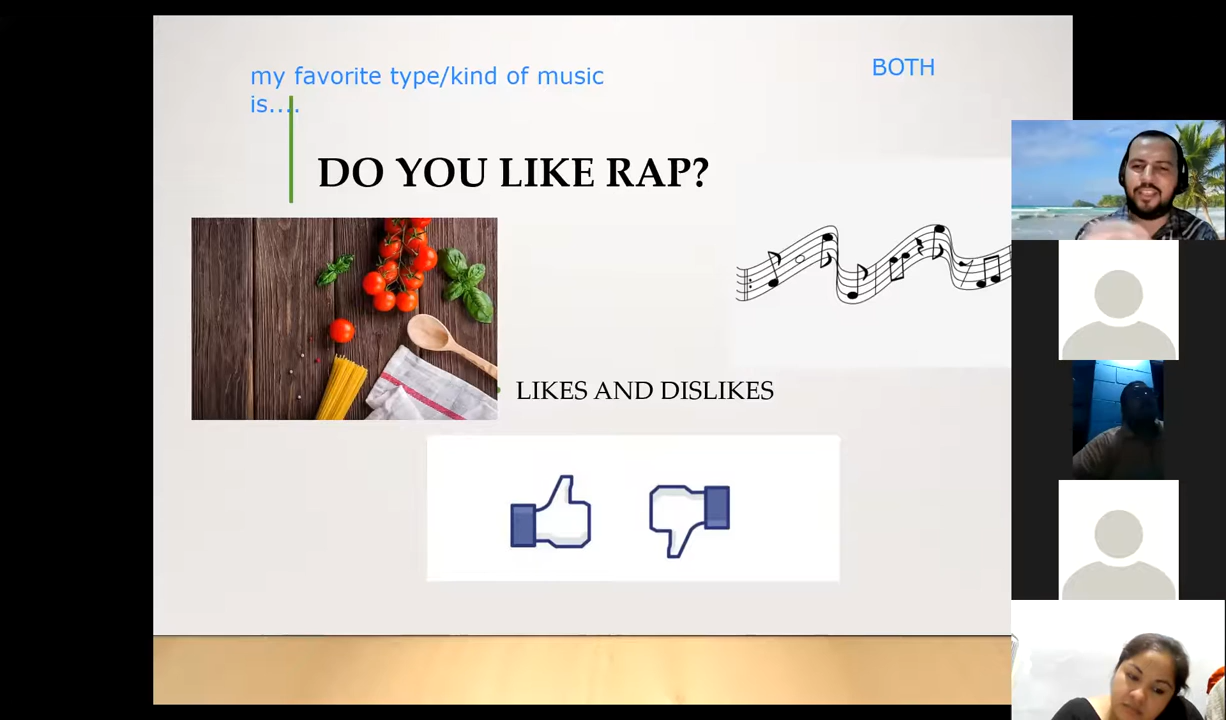 my favorite type/kind of music
is....
BOTH
DO YOU LIKE RAP?
LIKES AND DISLIKES